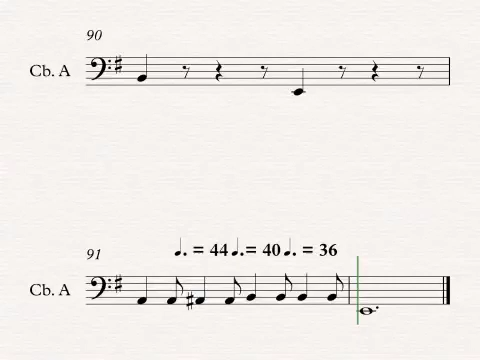 90
Cb. A
♩. = 44 ♩. = 40 ♩. = 36
91
Cb. A